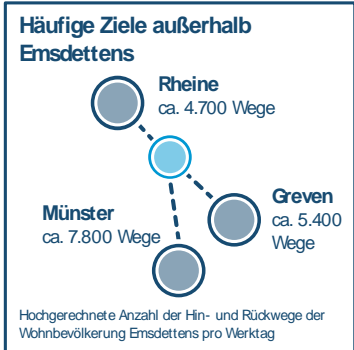 Häufige Ziele außerhalb
Emsdettens
Rheine
ca. 4.700 Wege
Greven
ca. 5.400
Wege
Münster
ca. 7.800 Wege
Hochgerechnete Anzahl der Hin- und Rückwege der
Wohnbevölkerung Emsdettens pro Werktag